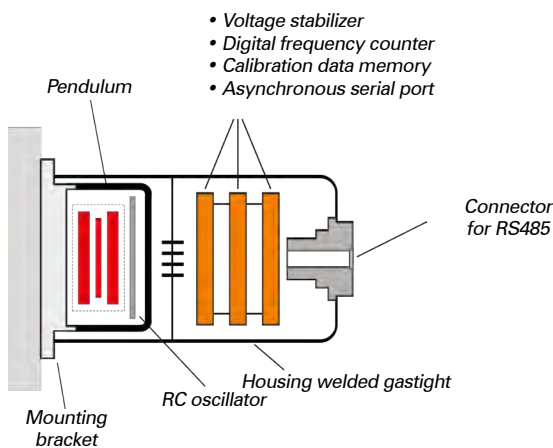 • Voltage stabilizer
• Digital frequency counter
• Calibration data memory
• Asynchronous serial port
Pendulum
Connector
for RS485
Housing welded gastight
RC oscillator
Mounting
bracket